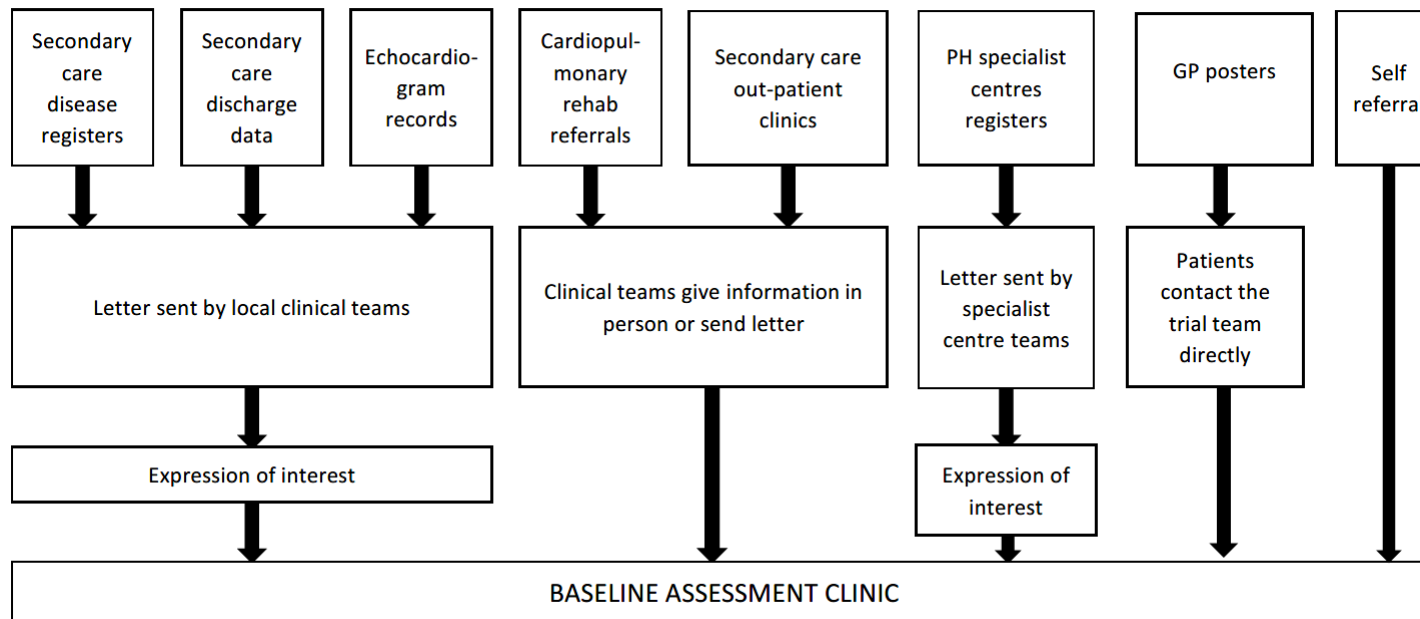 Secondary
care
disease
registers
Secondary
care
discharge
data
Echocardio-
gram
records
Cardiopul-
monary
rehab
referrals
Secondary care
out-patient
clinics
PH specialist
centres
registers
GP posters
Self
referra
Letter sent by local clinical teams
Clinical teams give information in
person or send letter
Letter sent by
specialist
centre teams
Patients
contact the
trial team
directly
Expression of interest
Expression of
interest
BASELINE ASSESSMENT CLINIC